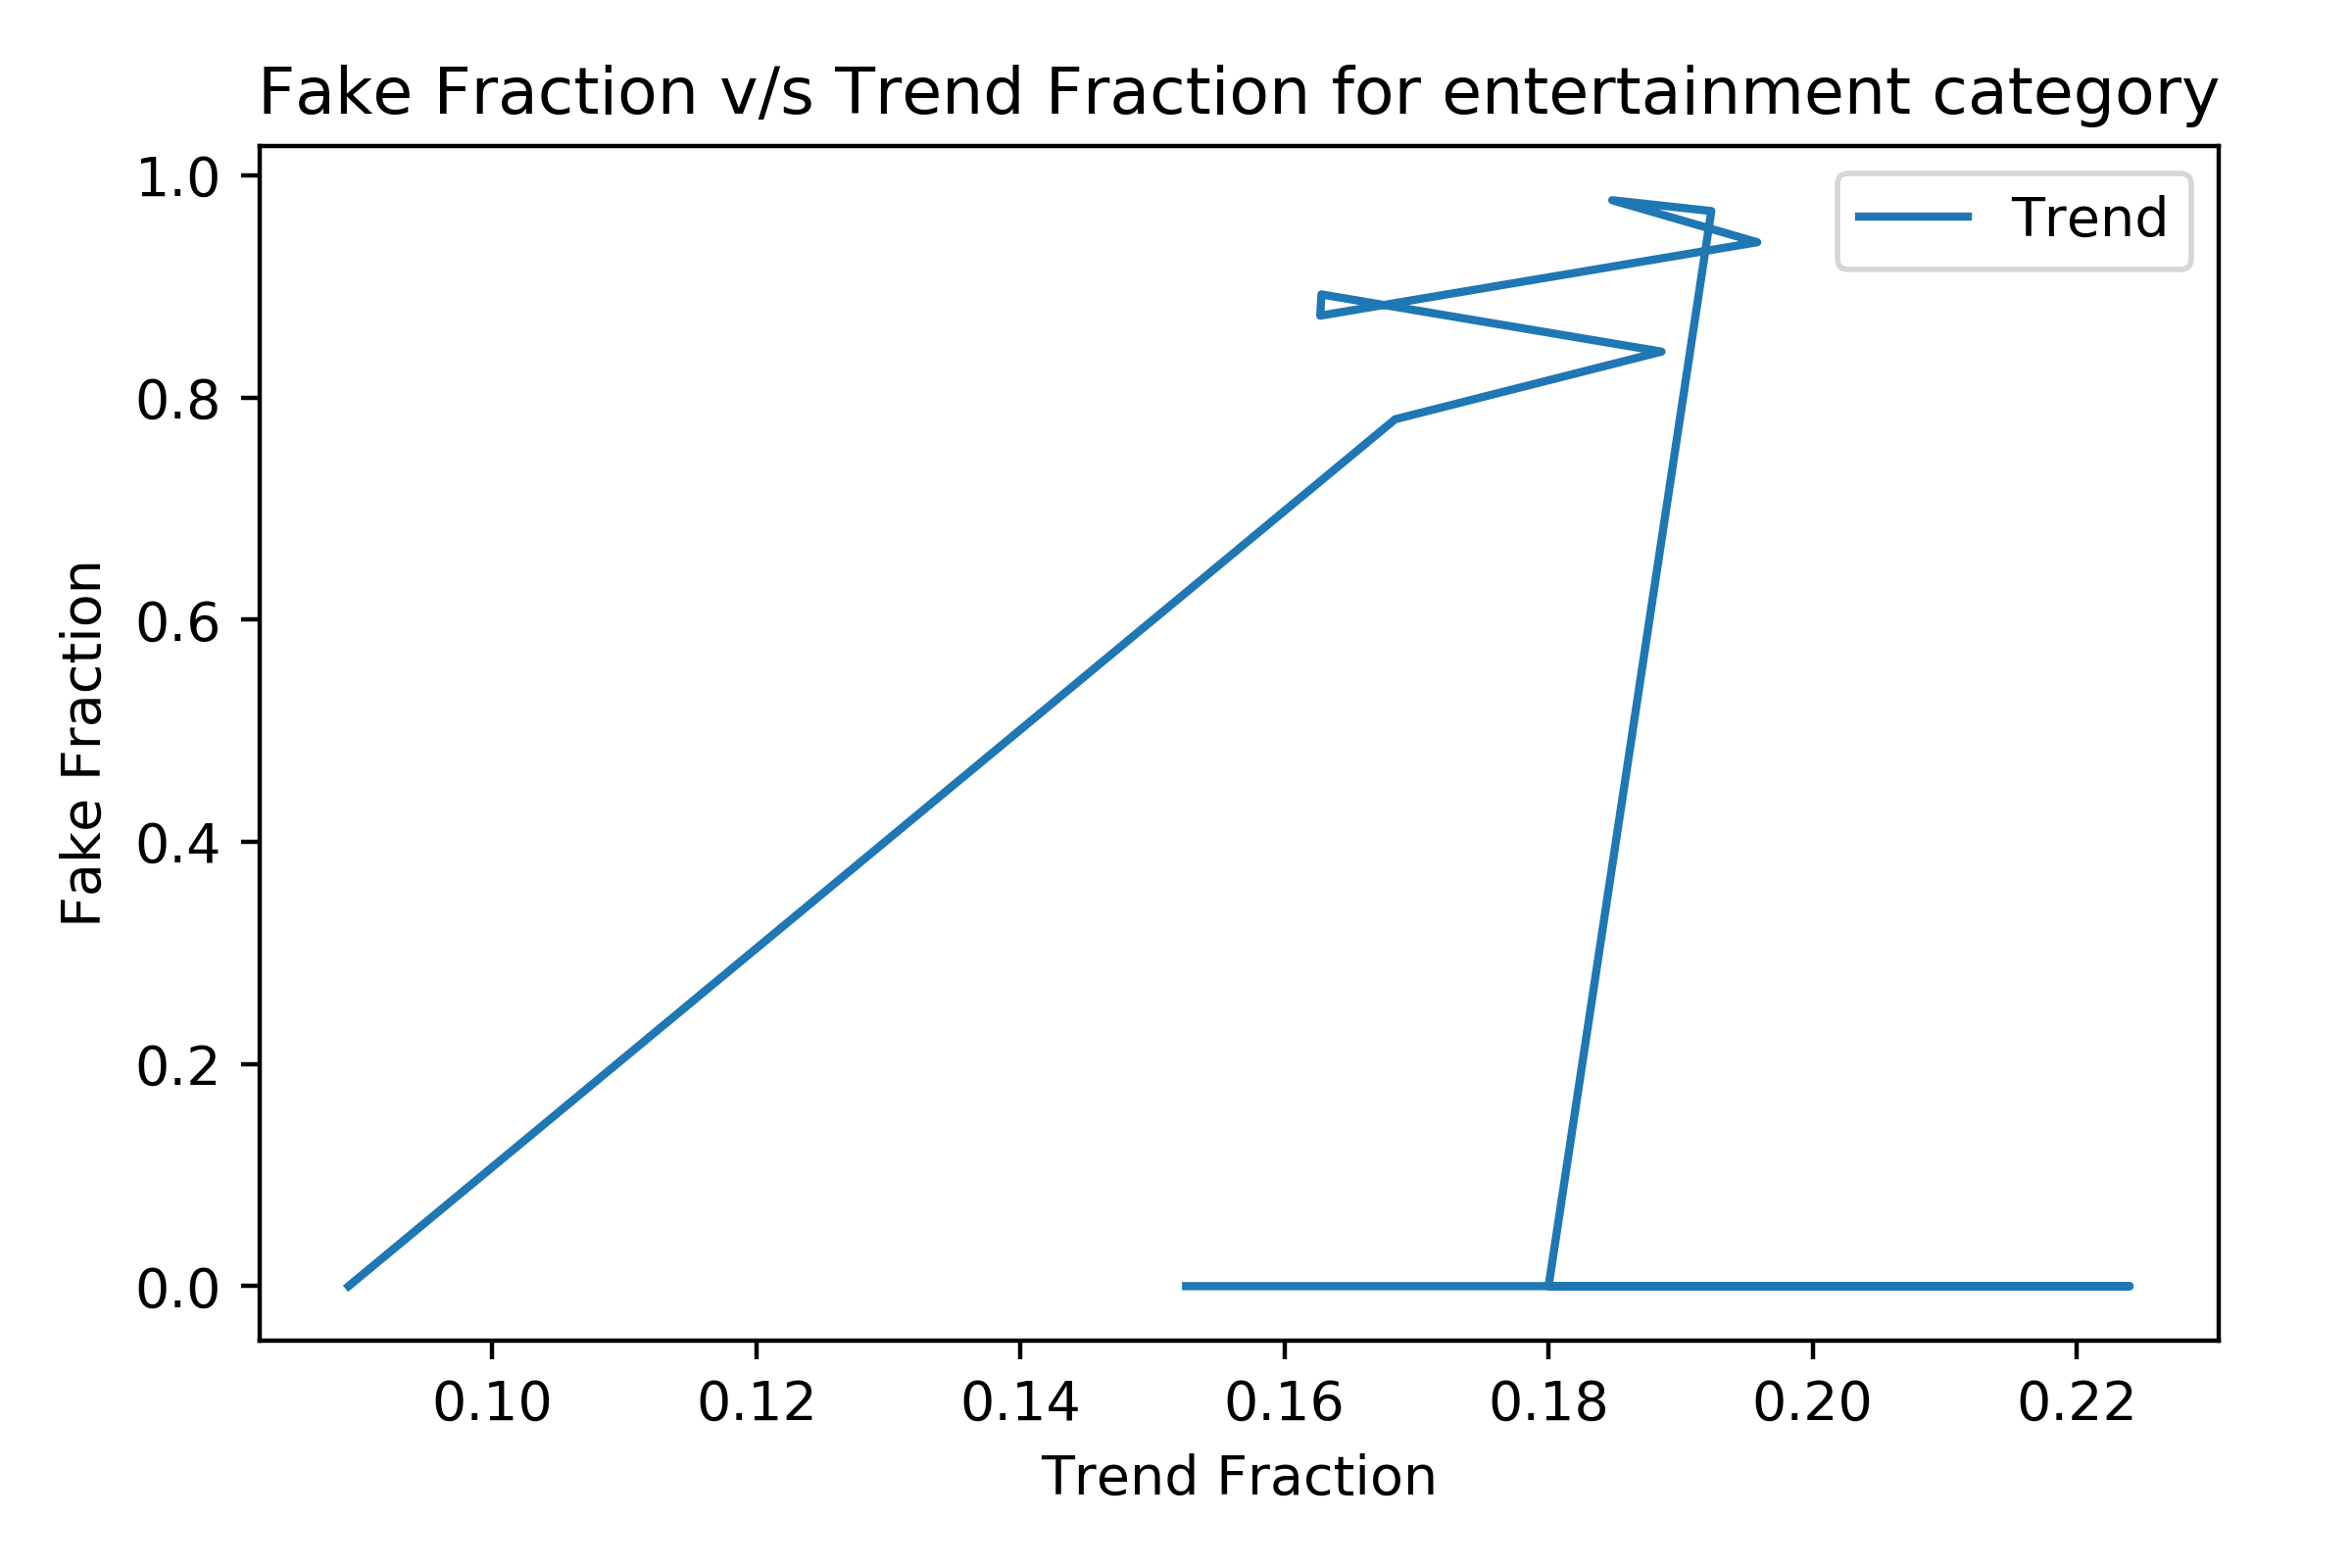 Fake Fraction v/s Trend Fraction for entertainment category
Trend
1.0
0.8
0.6
0.4
0.2
0.0
Fake Fraction
0.10 0.12 0.14 0.16 0.18 0.20 0.22
Trend Fraction